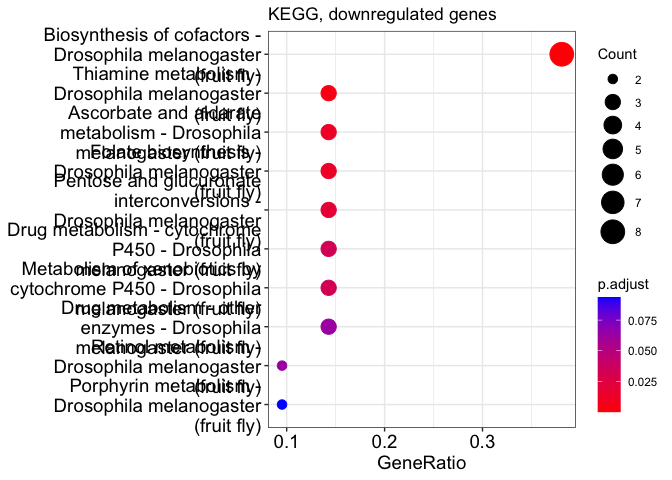 KEGG, downregulated genes
Biosynthesis of cofactors -
Drosophila melanogaster
(fruit fly)
Thiamine metabolism -
Drosophila melanogaster
(fruit fly)
Ascorbate and aldarate
metabolism - Drosophila
melanogaster (fruit fly)
Folate biosynthesis -
Drosophila melanogaster
(fruit fly)
Pentose and glucuronate
interconversions -
Drosophila melanogaster
(fruit fly)
Drug metabolism - cytochrome
P450 - Drosophila
melanogaster (fruit fly)
Metabolism of xenobiotics by
cytochrome P450 - Drosophila
melanogaster (fruit fly)
Drug metabolism - other
enzymes - Drosophila
melanogaster (fruit fly)
Retinol metabolism -
Drosophila melanogaster
(fruit fly)
Porphyrin metabolism -
Drosophila melanogaster
(fruit fly)
0.1
0.2
0.3
GeneRatio
Count
2
3
4
5
6
7
8
p.adjust
0.075
0.050
0.025